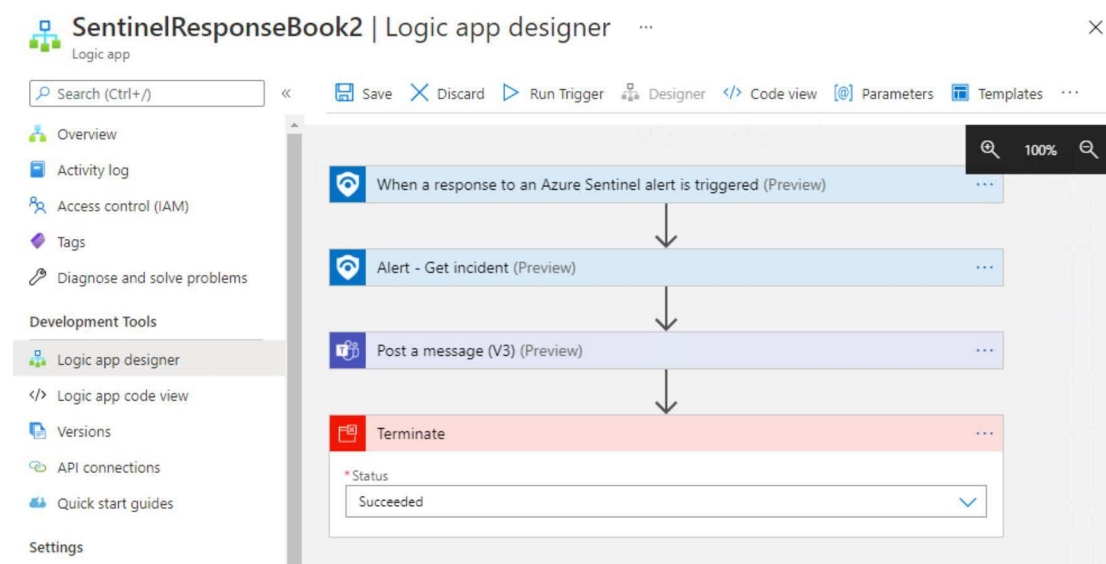 SentinelResponseBook2 | Logic app designer ...
Logic app
Search (Ctrl+/)
«
Save
Discard
Run Trigger
Designer
Code view
Parameters
Templates
...
Overview
Activity log
Access control (IAM)
Tags
Diagnose and solve problems
Development Tools
Logic app designer
Logic app code view
Versions
API connections
Quick start guides
Settings
100%
When a response to an Azure Sentinel alert is triggered (Preview) ...
Alert - Get incident (Preview) ...
Post a message (V3) (Preview) ...
Terminate ...
* Status
Succeeded